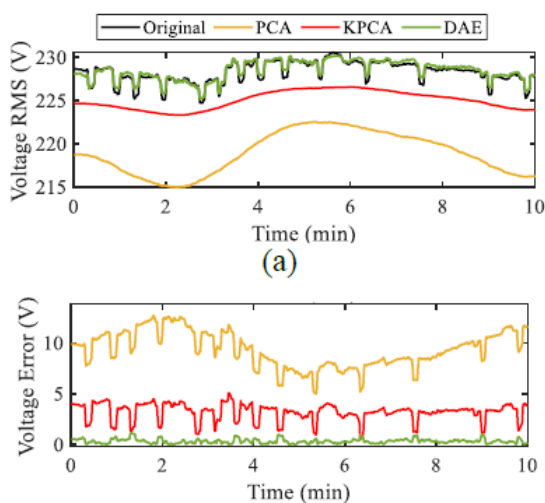 Original PCA KPCA DAE
230
225
220
215
Voltage RMS (V)
0 2 4 6 8 10
Time (min)
(a)
10
5
0
Voltage Error (V)
0 2 4 6 8 10
Time (min)